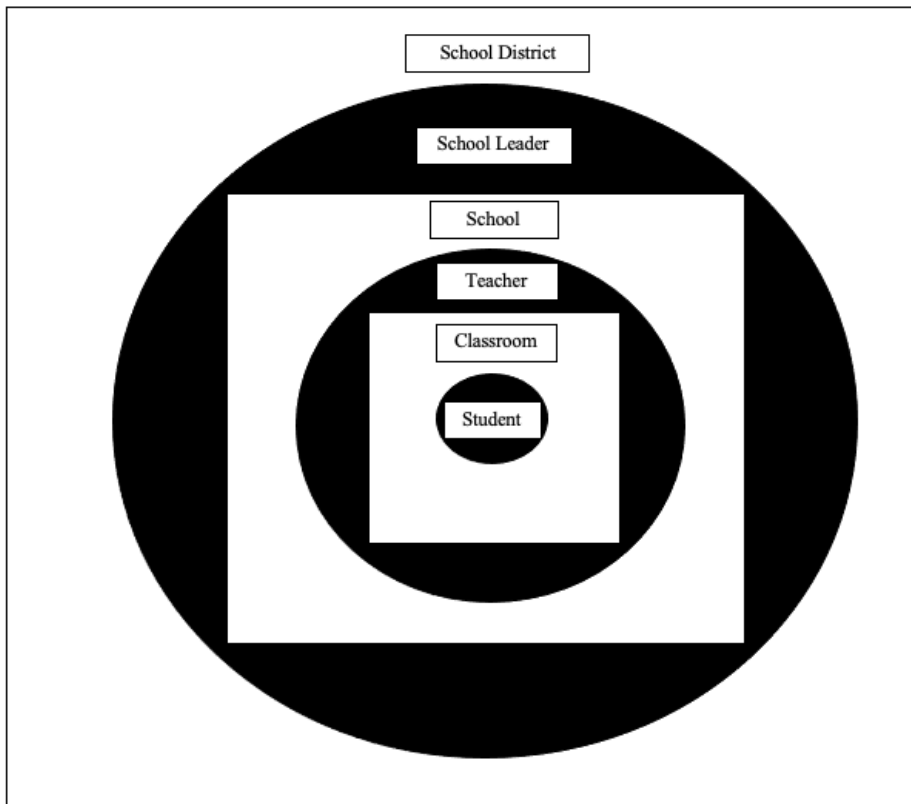 School District
School Leader
School
Teacher
Classroom
Student